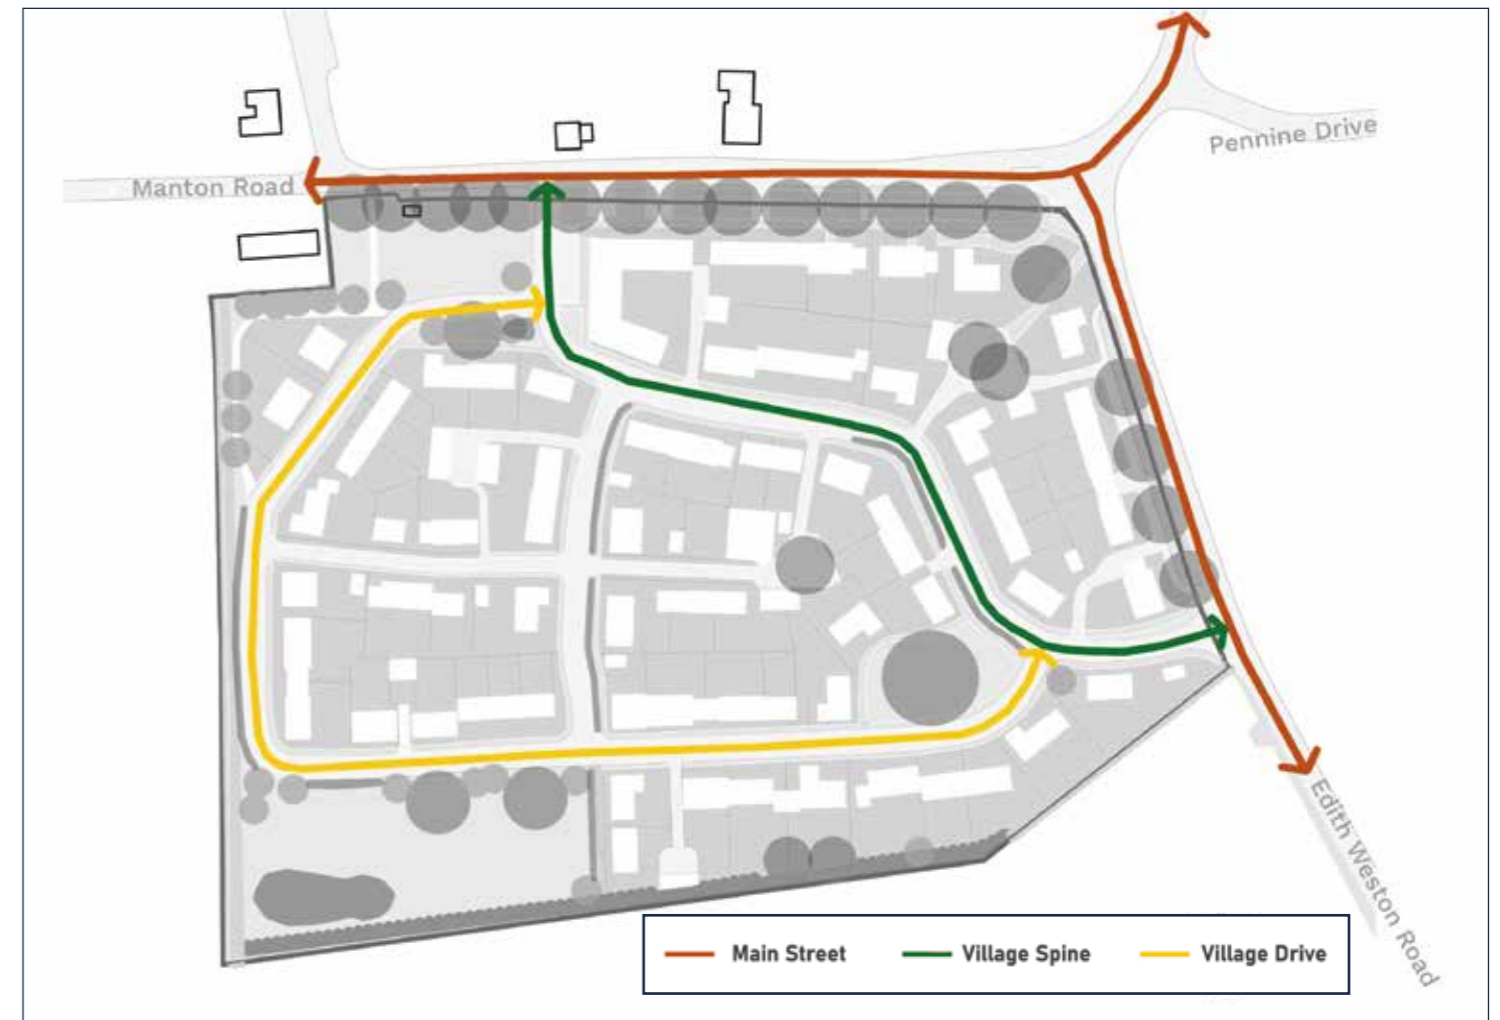 Pennine Drive
Manton Road
Edith Weston Road
Main Street
Village Spine
Village Drive